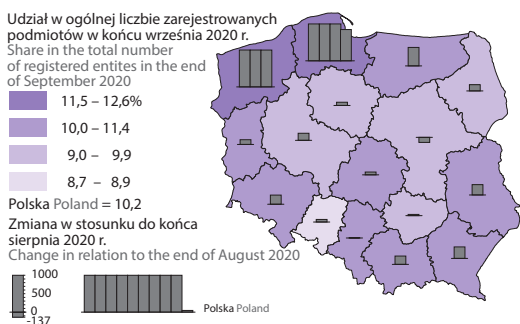 Udział w ogólnej liczbie zarejestrowanych
podmiotów w końcu września 2020 r.
Share in the total number
of registered entites in the end
of September 2020
11,5 – 12,6%
10,0 – 11,4
9,0 – 9,9
8,7 – 8,9
Polska Poland = 10,2
Zmiana w stosunku do końca
sierpnia 2020 r.
Change in relation to the end of August 2020
1000
500
0
-137
Polska Poland